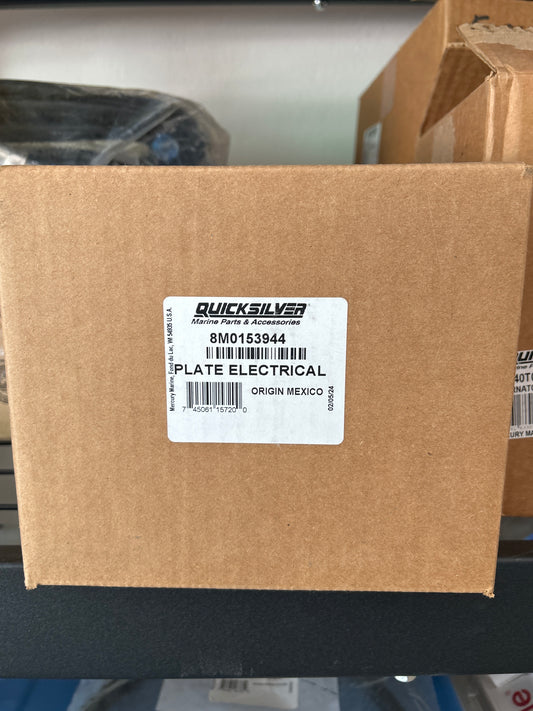 QUICKSILVER
Marine Parts & Accessories
8M0153944
PLATE ELECTRICAL
ORIGIN MEXICO
7 45061 15720 0
02/05/24
Mercury Marine, Fond du Lac, WI 54935 U.S.A.